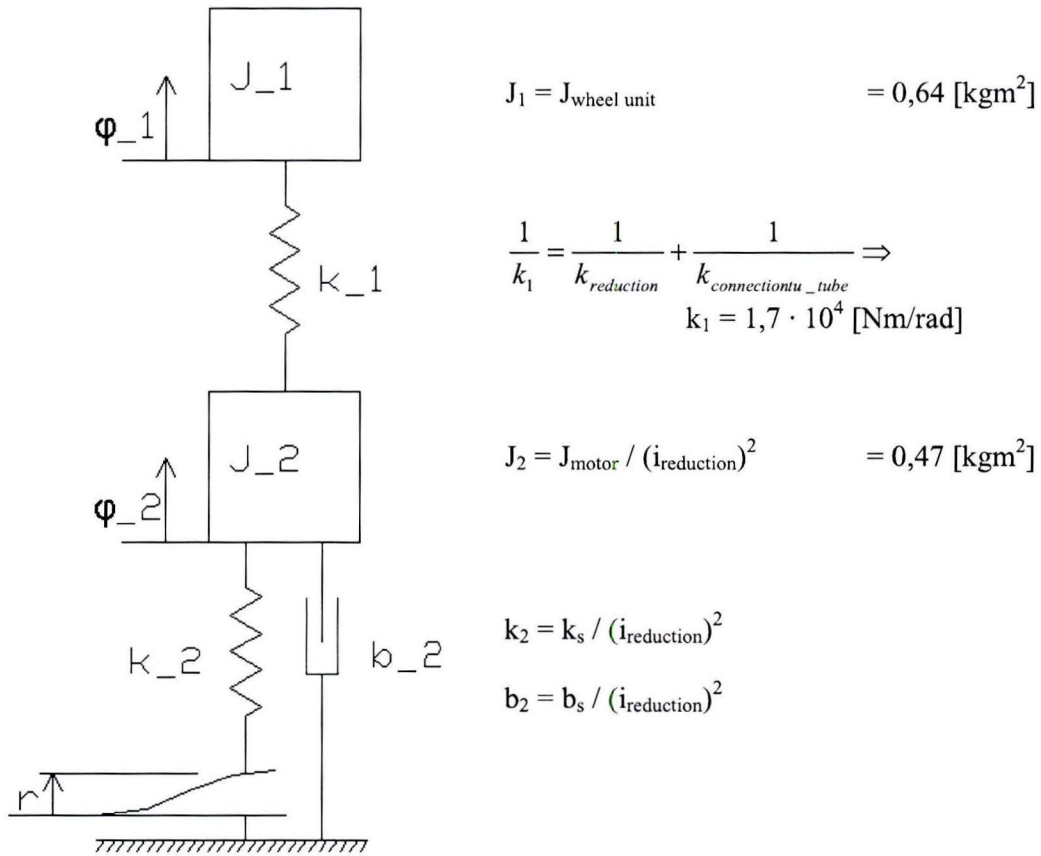 J_1
φ_1
J₁ = J_wheel unit = 0,64 [kgm²]
1/k₁ = 1/k_reduction + 1/k_connectiontu_tube ⇒
k_1
k₁ = 1,7 · 10⁴ [Nm/rad]
J_2
φ_2
J₂ = J_motor / (i_reduction)² = 0,47 [kgm²]
k_2
b_2
k₂ = k_s / (i_reduction)²
b₂ = b_s / (i_reduction)²
r